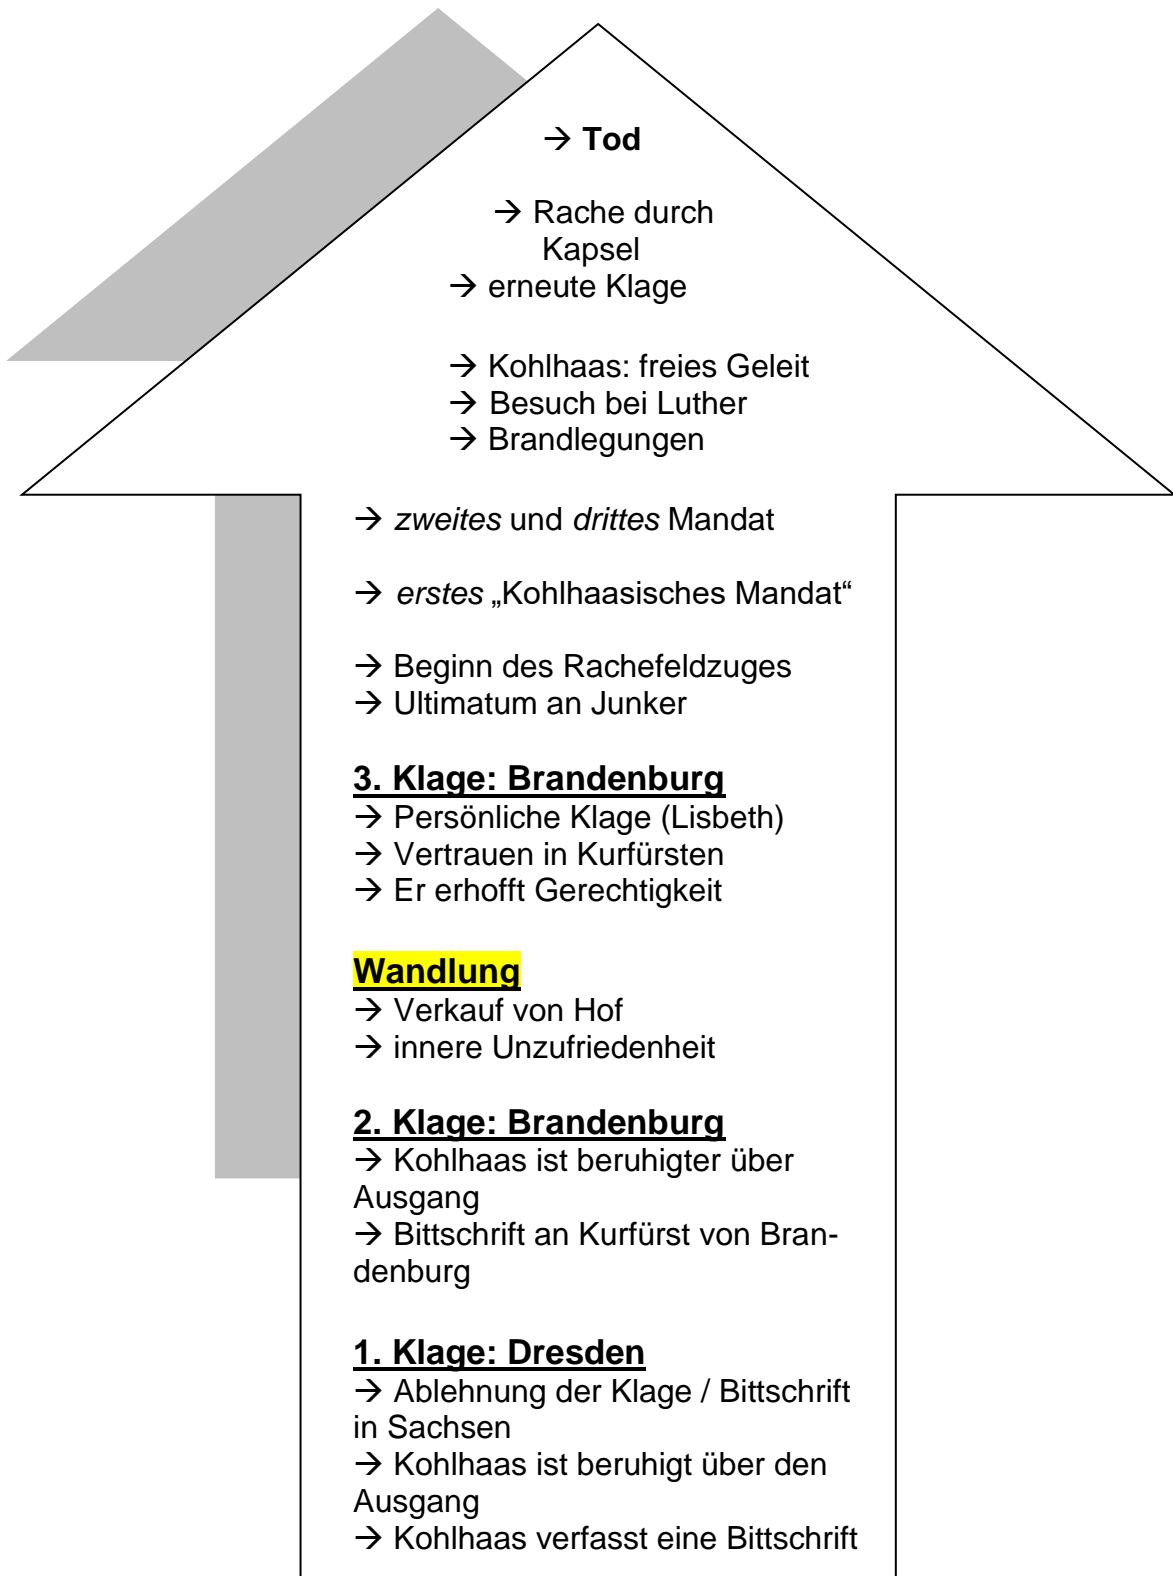 → Tod
→ Rache durch
Kapsel
→ erneute Klage
→ Kohlhaas: freies Geleit
→ Besuch bei Luther
→ Brandlegungen
→ zweites und drittes Mandat
→ erstes „Kohlhaasisches Mandat“
→ Beginn des Rachefeldzuges
→ Ultimatum an Junker
3. Klage: Brandenburg
→ Persönliche Klage (Lisbeth)
→ Vertrauen in Kurfürsten
→ Er erhofft Gerechtigkeit
Wandlung
→ Verkauf von Hof
→ innere Unzufriedenheit
2. Klage: Brandenburg
→ Kohlhaas ist beruhigter über
Ausgang
→ Bittschrift an Kurfürst von Bran-
denburg
1. Klage: Dresden
→ Ablehnung der Klage / Bittschrift
in Sachsen
→ Kohlhaas ist beruhigt über den
Ausgang
→ Kohlhaas verfasst eine Bittschrift